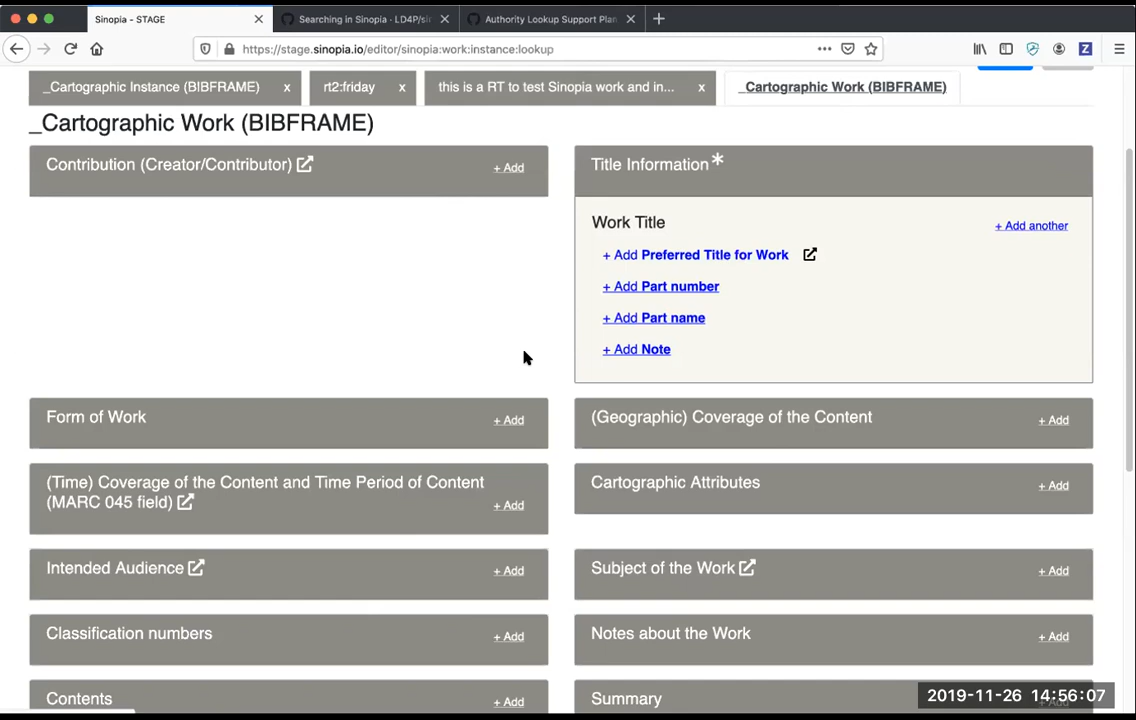 Sinopia - STAGE
Searching in Sinopia - LD4P/sir
Authority Lookup Support Plan
https://stage.sinopia.io/editor/sinopia:work:instance:lookup
_Cartographic Instance (BIBFRAME) x
rt2:friday x
this is a RT to test Sinopia work and in... x
_Cartographic Work (BIBFRAME)
_Cartographic Work (BIBFRAME)
Contribution (Creator/Contributor) + Add
Title Information*
Work Title + Add another
+ Add Preferred Title for Work
+ Add Part number
+ Add Part name
+ Add Note
Form of Work + Add
(Geographic) Coverage of the Content + Add
(Time) Coverage of the Content and Time Period of Content
(MARC 045 field) + Add
Cartographic Attributes + Add
Intended Audience + Add
Subject of the Work + Add
Classification numbers + Add
Notes about the Work + Add
Contents + Add
Summary
2019-11-26 14:56:07